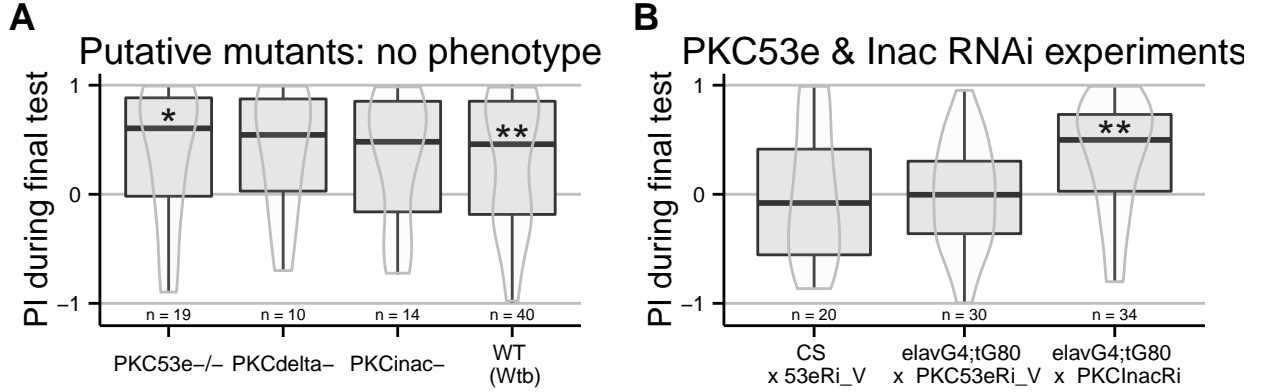 A
Putative mutants: no phenotype
PI during final test
1
0
−1
*
**
n = 19
n = 10
n = 14
n = 40
PKC53e−/−
PKCdelta−
PKCinac−
WT
(Wtb)
B
PKC53e & Inac RNAi experiments
PI during final test
1
0
−1
**
n = 20
n = 30
n = 34
CS
x 53eRi_V
elavG4;tG80
x PKC53eRi_V
elavG4;tG80
x PKCInacRi